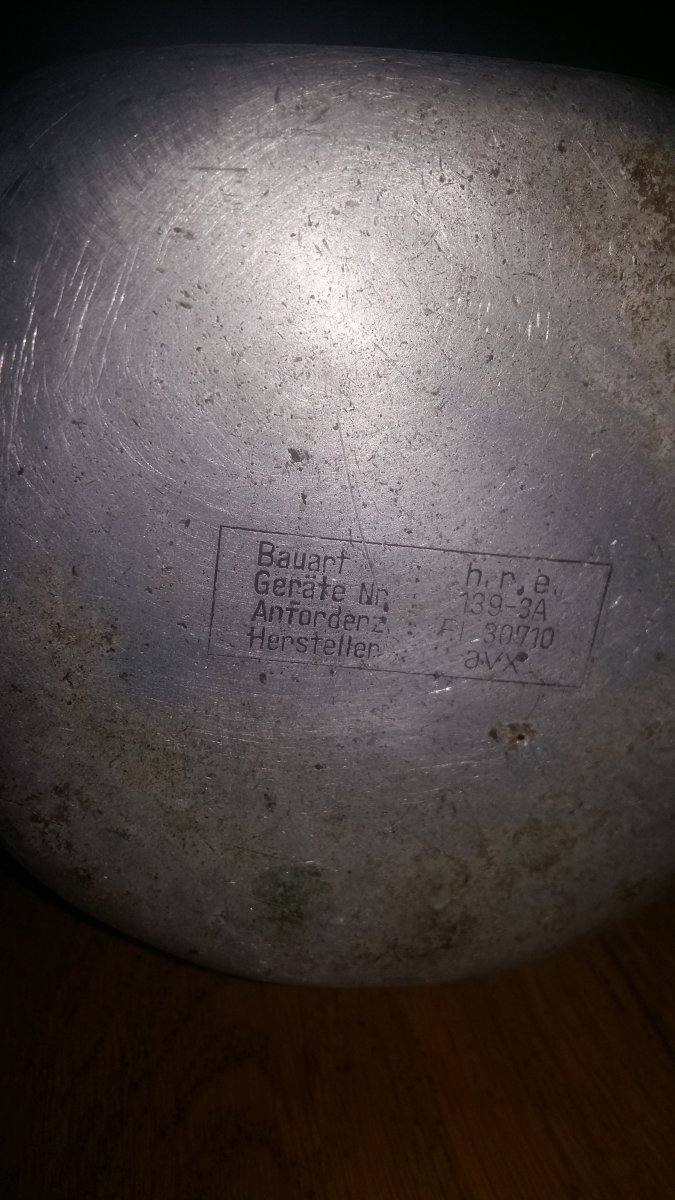 Bauart h.r.e.
Geräte Nr. 139-3A
Anforderz. Fl 30710
Hersteller avx